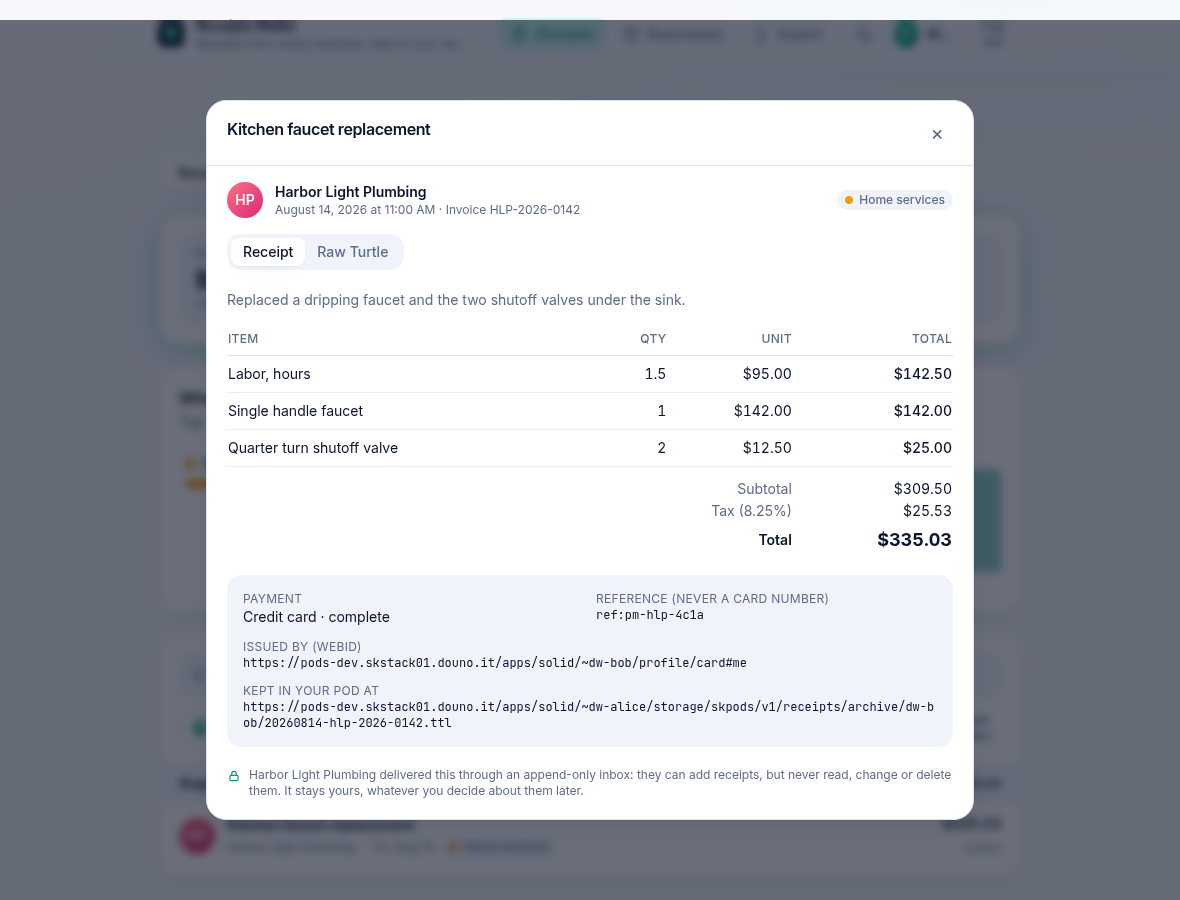 Kitchen faucet replacement
HP
Harbor Light Plumbing
August 14, 2026 at 11:00 AM · Invoice HLP-2026-0142
Home services
Receipt Raw Turtle
Replaced a dripping faucet and the two shutoff valves under the sink.
ITEM QTY UNIT TOTAL
Labor, hours 1.5 $95.00 $142.50
Single handle faucet 1 $142.00 $142.00
Quarter turn shutoff valve 2 $12.50 $25.00
Subtotal $309.50
Tax (8.25%) $25.53
Total $335.03
PAYMENT
Credit card · complete
REFERENCE (NEVER A CARD NUMBER)
ref:pm-hlp-4c1a
ISSUED BY (WEBID)
https://pods-dev.skstack01.douno.it/apps/solid/~dw-bob/profile/card#me
KEPT IN YOUR POD AT
https://pods-dev.skstack01.douno.it/apps/solid/~dw-alice/storage/skpods/v1/receipts/archive/dw-b
ob/20260814-hlp-2026-0142.ttl
Harbor Light Plumbing delivered this through an append-only inbox: they can add receipts, but never read, change or delete
them. It stays yours, whatever you decide about them later.